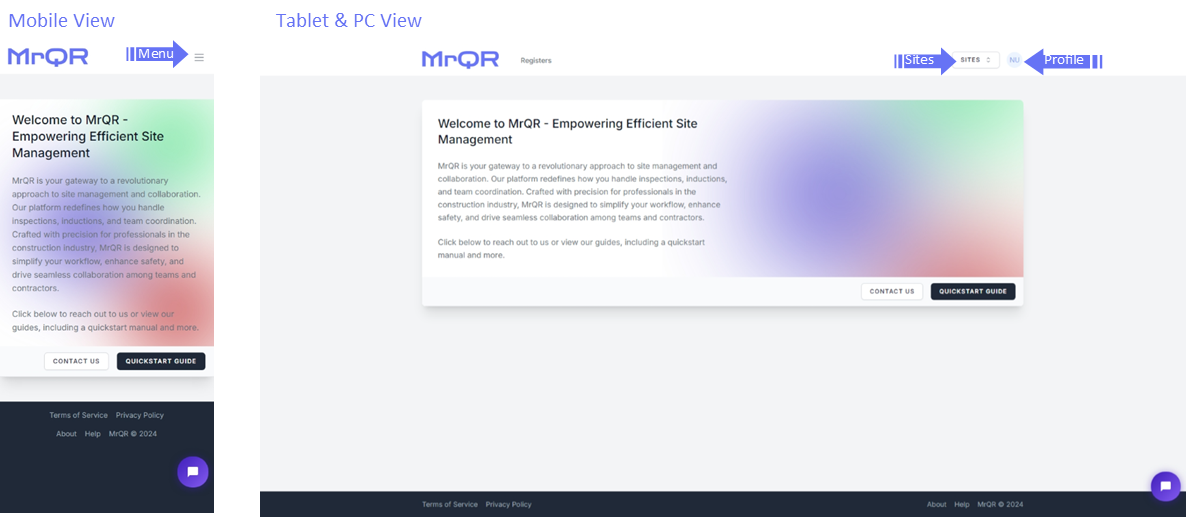 Mobile View
MrQR
Menu
Welcome to MrQR -
Empowering Efficient Site
Management
MrQR is your gateway to a revolutionary
approach to site management and collaboration.
Our platform redefines how you handle
inspections, inductions, and team coordination.
Crafted with precision for professionals in the
construction industry, MrQR is designed to
simplify your workflow, enhance safety, and
drive seamless collaboration among teams and
contractors.
Click below to reach out to us or view our
guides, including a quickstart manual and more.
CONTACT US QUICKSTART GUIDE
Terms of Service Privacy Policy
About Help MrQR © 2024
Tablet & PC View
MrQR Registers Sites SITES NU Profile
Welcome to MrQR - Empowering Efficient Site
Management
MrQR is your gateway to a revolutionary approach to site management and
collaboration. Our platform redefines how you handle inspections, inductions,
and team coordination. Crafted with precision for professionals in the
construction industry, MrQR is designed to simplify your workflow, enhance
safety, and drive seamless collaboration among teams and contractors.
Click below to reach out to us or view our guides, including a quickstart
manual and more.
CONTACT US QUICKSTART GUIDE
Terms of Service Privacy Policy About Help MrQR © 2024